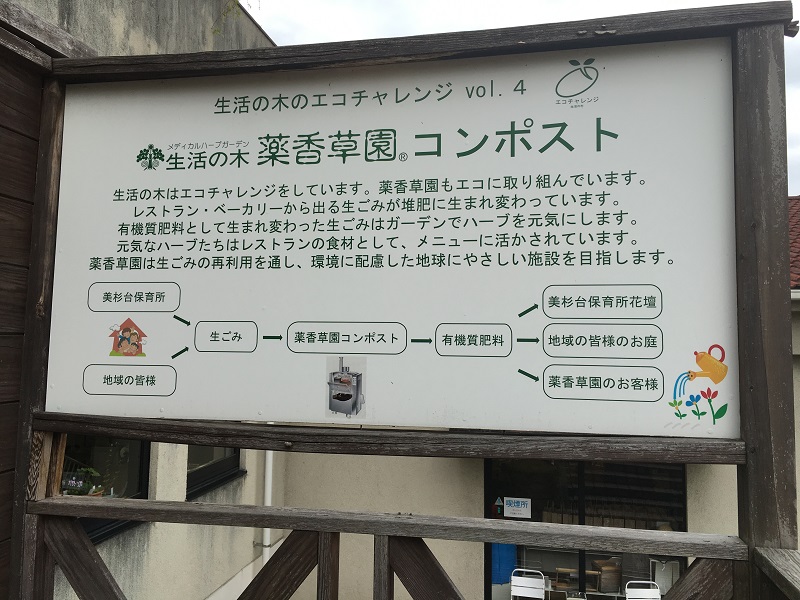 生活の木のエコチャレンジ vol.4
エコチャレンジ
メディカルハーブガーデン
生活の木 薬香草園® コンポスト
生活の木はエコチャレンジをしています。薬香草園もエコに取り組んでいます。
レストラン・ベーカリーから出る生ごみが堆肥に生まれ変わっています。
有機質肥料として生まれ変わった生ごみはガーデンでハーブを元気にします。
元気なハーブたちはレストランの食材として、メニューに活かされています。
薬香草園は生ごみの再利用を通し、環境に配慮した地球にやさしい施設を目指します。
美杉台保育所
地域の皆様
生ごみ
薬香草園コンポスト
有機質肥料
美杉台保育所花壇
地域の皆様のお庭
薬香草園のお客様
喫煙所